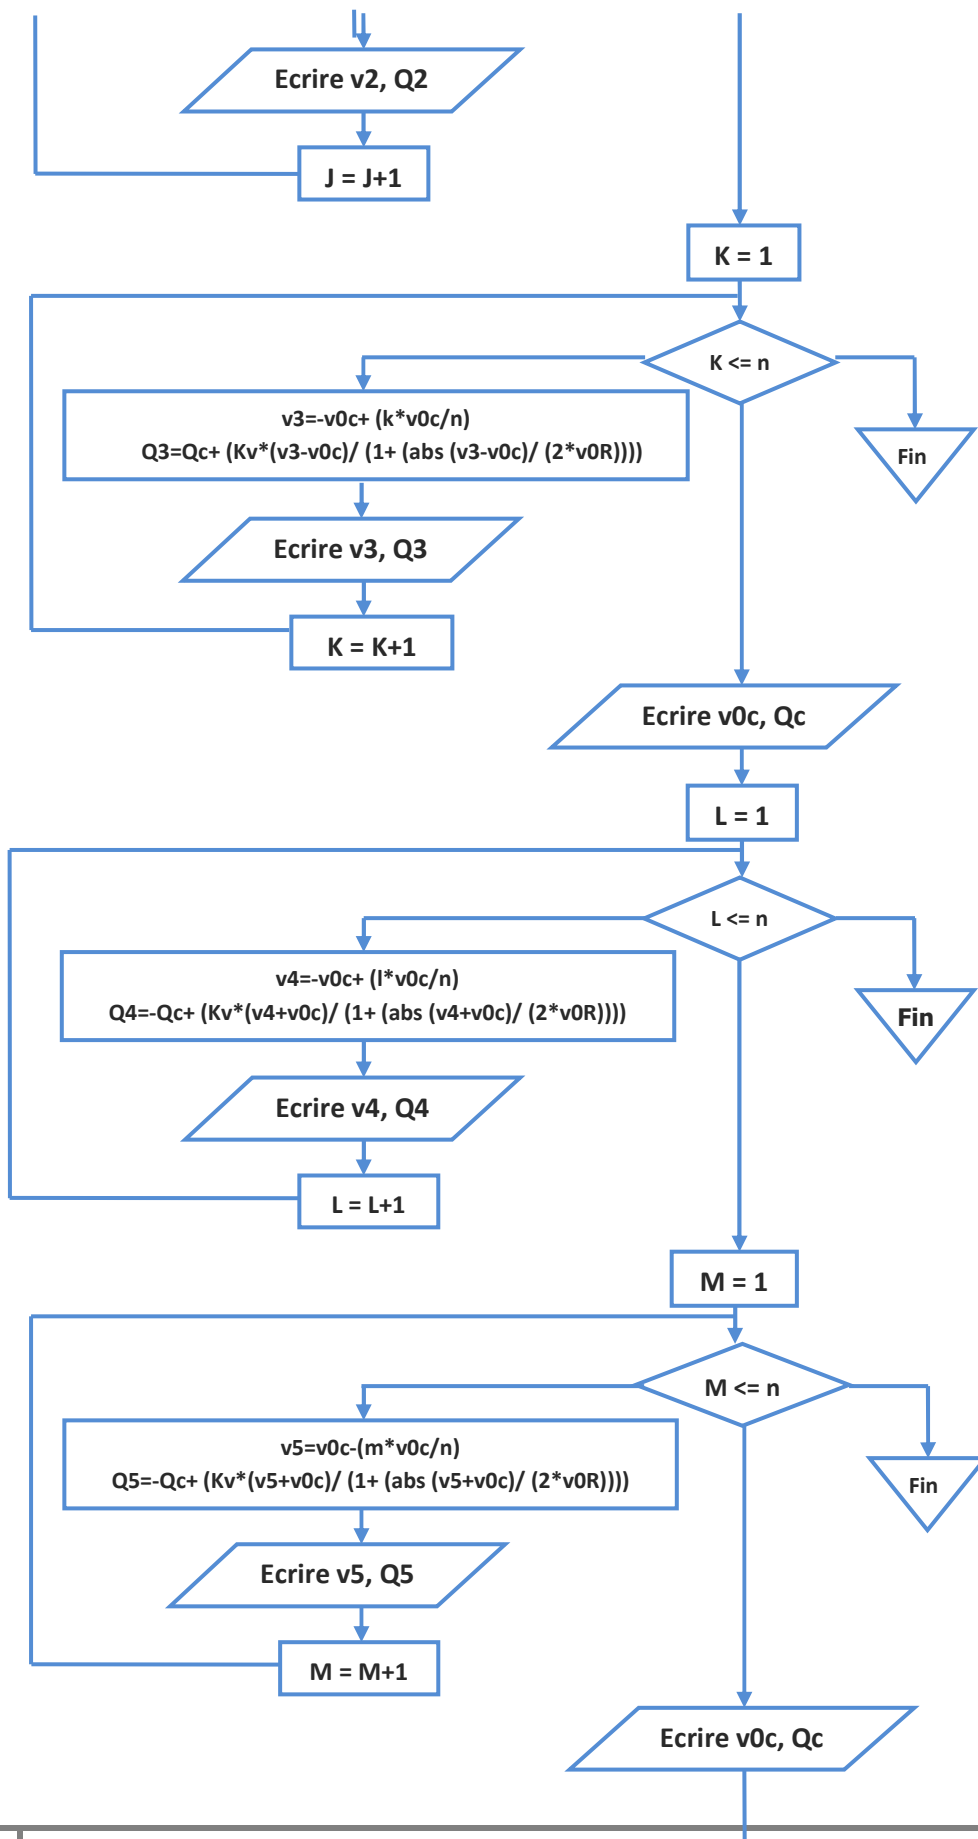 Ecrire v2, Q2
J = J+1
K = 1
K <= n
v3=-v0c+ (k*v0c/n)
Q3=Qc+ (Kv*(v3-v0c)/ (1+ (abs (v3-v0c)/ (2*v0R))))
Fin
Ecrire v3, Q3
K = K+1
Ecrire v0c, Qc
L = 1
L <= n
v4=-v0c+ (l*v0c/n)
Q4=-Qc+ (Kv*(v4+v0c)/ (1+ (abs (v4+v0c)/ (2*v0R))))
Fin
Ecrire v4, Q4
L = L+1
M = 1
M <= n
v5=v0c-(m*v0c/n)
Q5=-Qc+ (Kv*(v5+v0c)/ (1+ (abs (v5+v0c)/ (2*v0R))))
Fin
Ecrire v5, Q5
M = M+1
Ecrire v0c, Qc